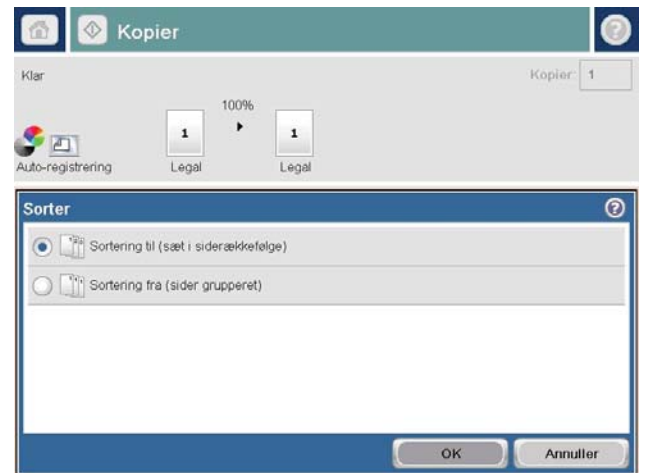 Kopier
Klar
Kopier: 1
100%
1 1
Auto-registrering Legal Legal
Sorter
Sortering til (sæt i siderækkefølge)
Sortering fra (sider grupperet)
OK Annuller